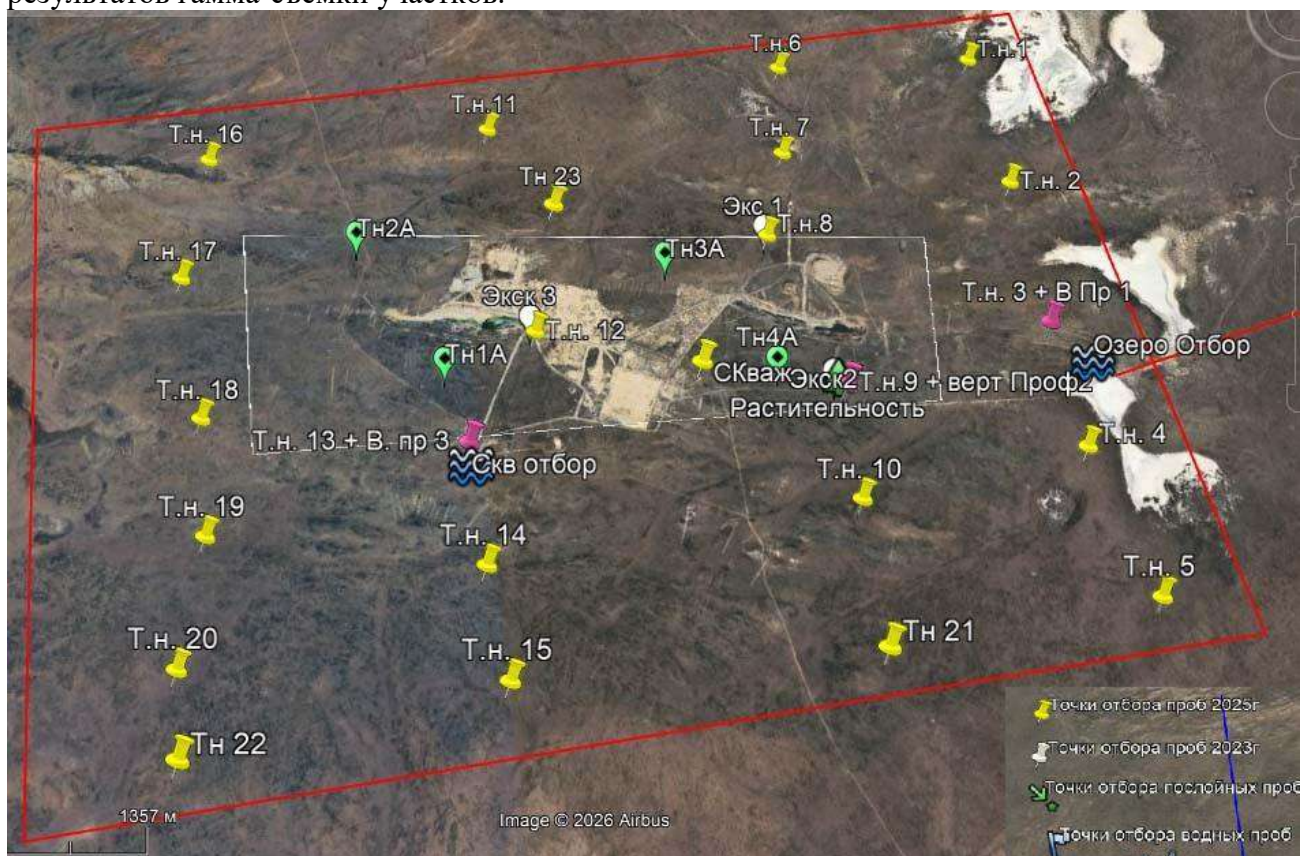 результатов гамма-съемки участков.
Т.н.6
Т.н.1
Т.н.11
Т.н. 16
Т.н. 7
Тн 23
Т.н. 2
Экс 1
Т.н.8
Тн2А
Т.н. 17
Тн3А
Экск 3
Т.н. 3 + В Пр 1
Т.н. 12
Тн4А
Озеро Отбор
Тн1А
СКваж
Экск2
Т.н.9 + верт Проф2
Т.н. 18
Растительность
Т.н. 13 + В. пр 3
Т.н. 4
Скв отбор
Т.н. 10
Т.н. 19
Т.н. 14
Т.н. 5
Т.н. 20
Т.н. 15
Тн 21
Тн 22
Точки отбора проб 2025г
Точки отбора проб 2023г
Точки отбора гослойных проб
Точки отбора водных проб
1357 м
Image © 2026 Airbus